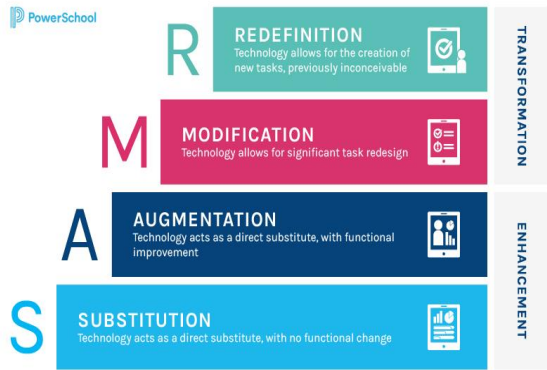 PowerSchool
R
REDEFINITION
Technology allows for the creation of
new tasks, previously inconceivable
M
MODIFICATION
Technology allows for significant task redesign
TRANSFORMATION
A
AUGMENTATION
Technology acts as a direct substitute, with functional
improvement
S
SUBSTITUTION
Technology acts as a direct substitute, with no functional change
ENHANCEMENT